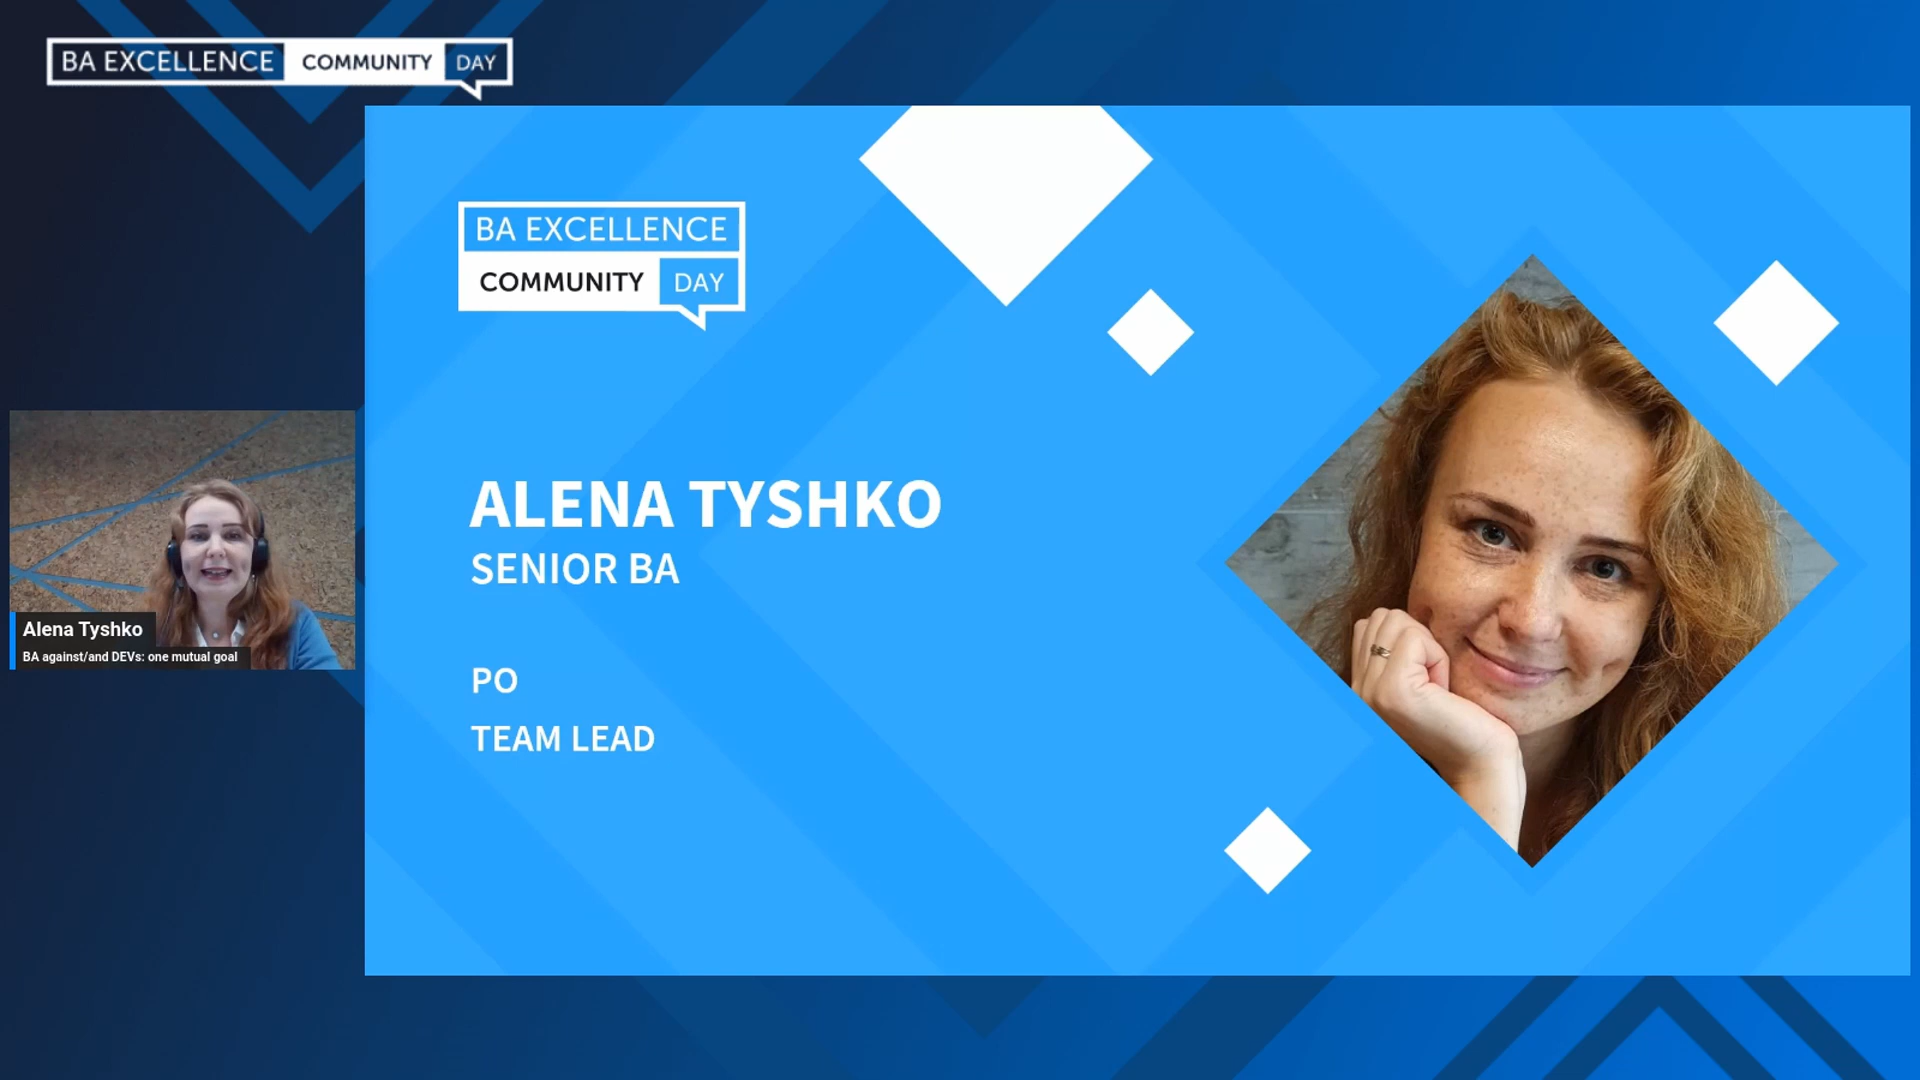 BA EXCELLENCE COMMUNITY DAY
BA EXCELLENCE
COMMUNITY DAY
ALENA TYSHKO
SENIOR BA
PO
TEAM LEAD
Alena Tyshko
BA against/and DEVs: one mutual goal